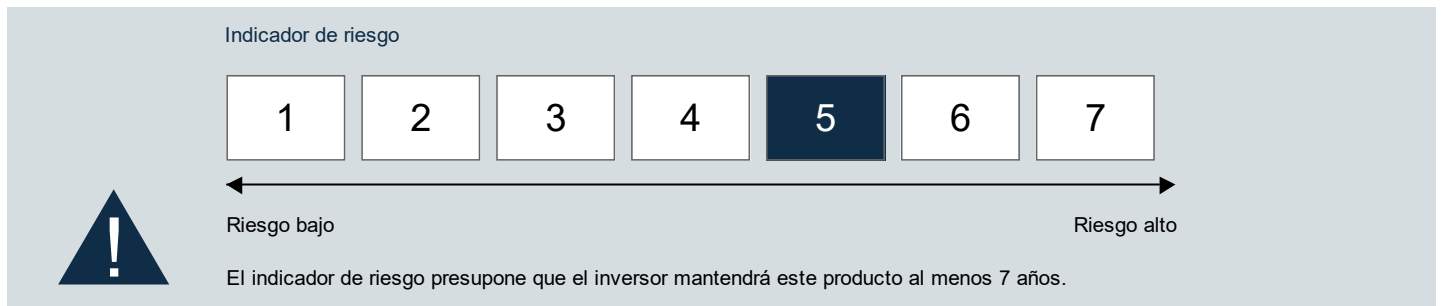 Indicador de riesgo
1 2 3 4 5 6 7
Riesgo bajo Riesgo alto
!
El indicador de riesgo presupone que el inversor mantendrá este producto al menos 7 años.